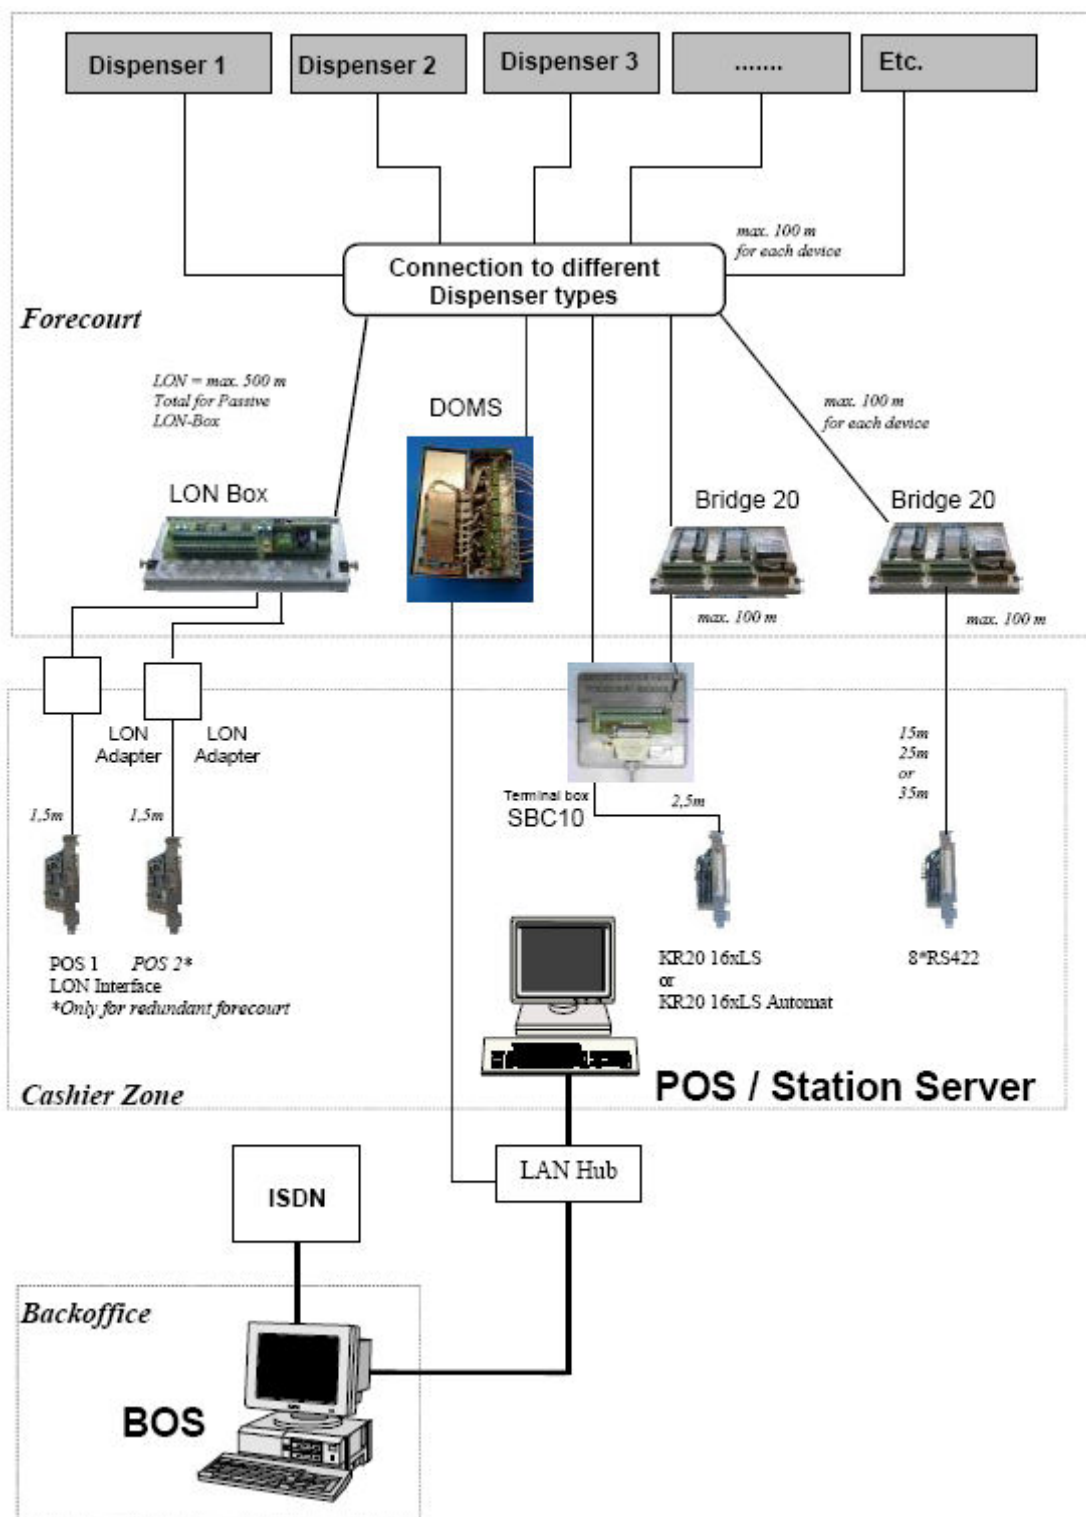 Dispenser 1
Dispenser 2
Dispenser 3
.......
Etc.
max. 100 m
for each device
Connection to different
Dispenser types
Forecourt
LON = max. 500 m
Total for Passive
LON-Box
DOMS
max. 100 m
for each device
LON Box
Bridge 20
Bridge 20
max. 100 m
max. 100 m
LON
Adapter
LON
Adapter
15m
25m
or
35m
Terminal box
SBC10
2,5m
1,5m
1,5m
POS 1
POS 2*
LON Interface
*Only for redundant forecourt
KR20 16xLS
or
KR20 16xLS Automat
8*RS422
POS / Station Server
Cashier Zone
LAN Hub
ISDN
Backoffice
BOS